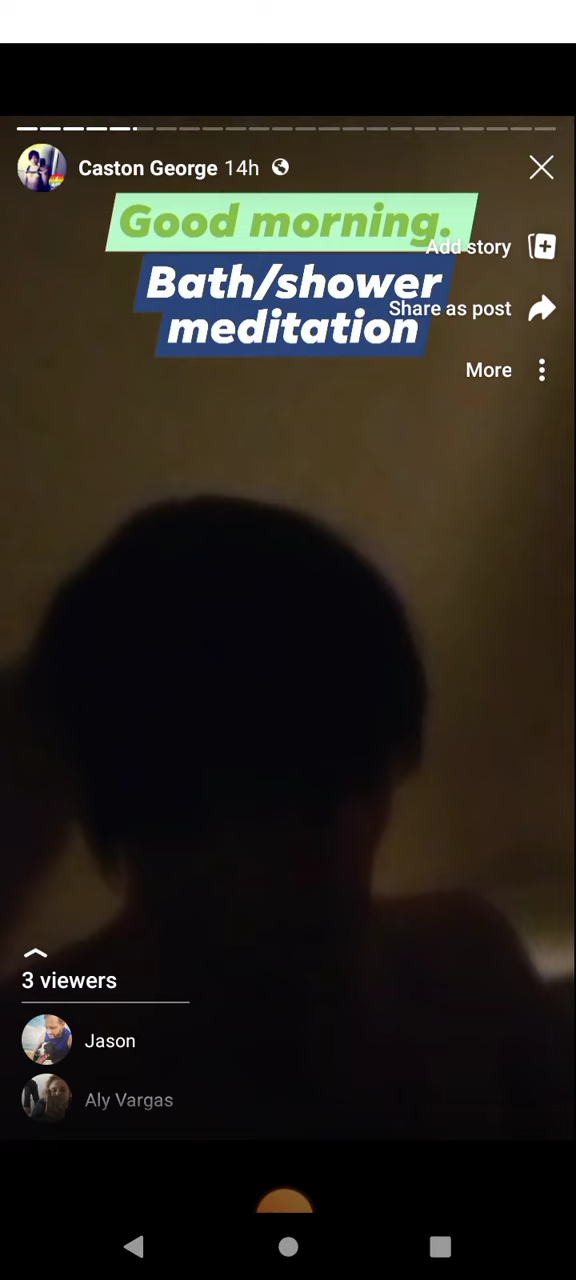 Caston George 14h
Good morning.
Add story
Bath/shower
Share as post
meditation
More
3 viewers
Jason
Aly Vargas